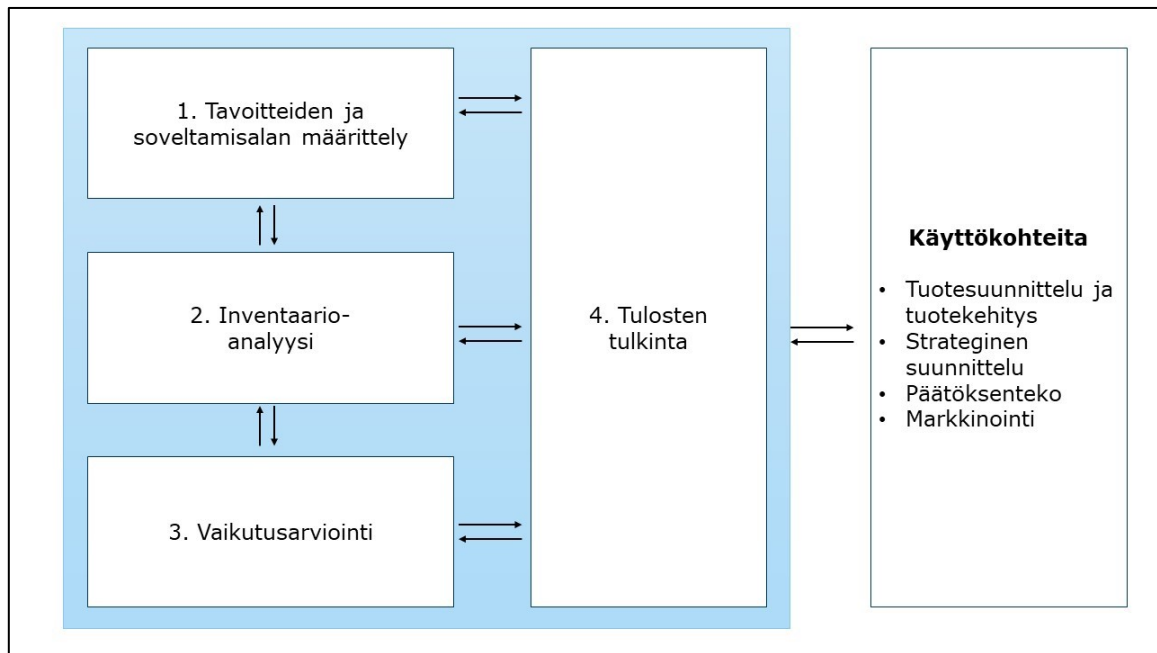 1. Tavoitteiden ja
soveltamisalan määrittely
2. Inventaario-
analyysi
3. Vaikutusarviointi
4. Tulosten
tulkinta
Käyttökohteita
• Tuotesuunnittelu ja
tuotekehitys
• Strateginen
suunnittelu
• Päätöksenteko
• Markkinointi